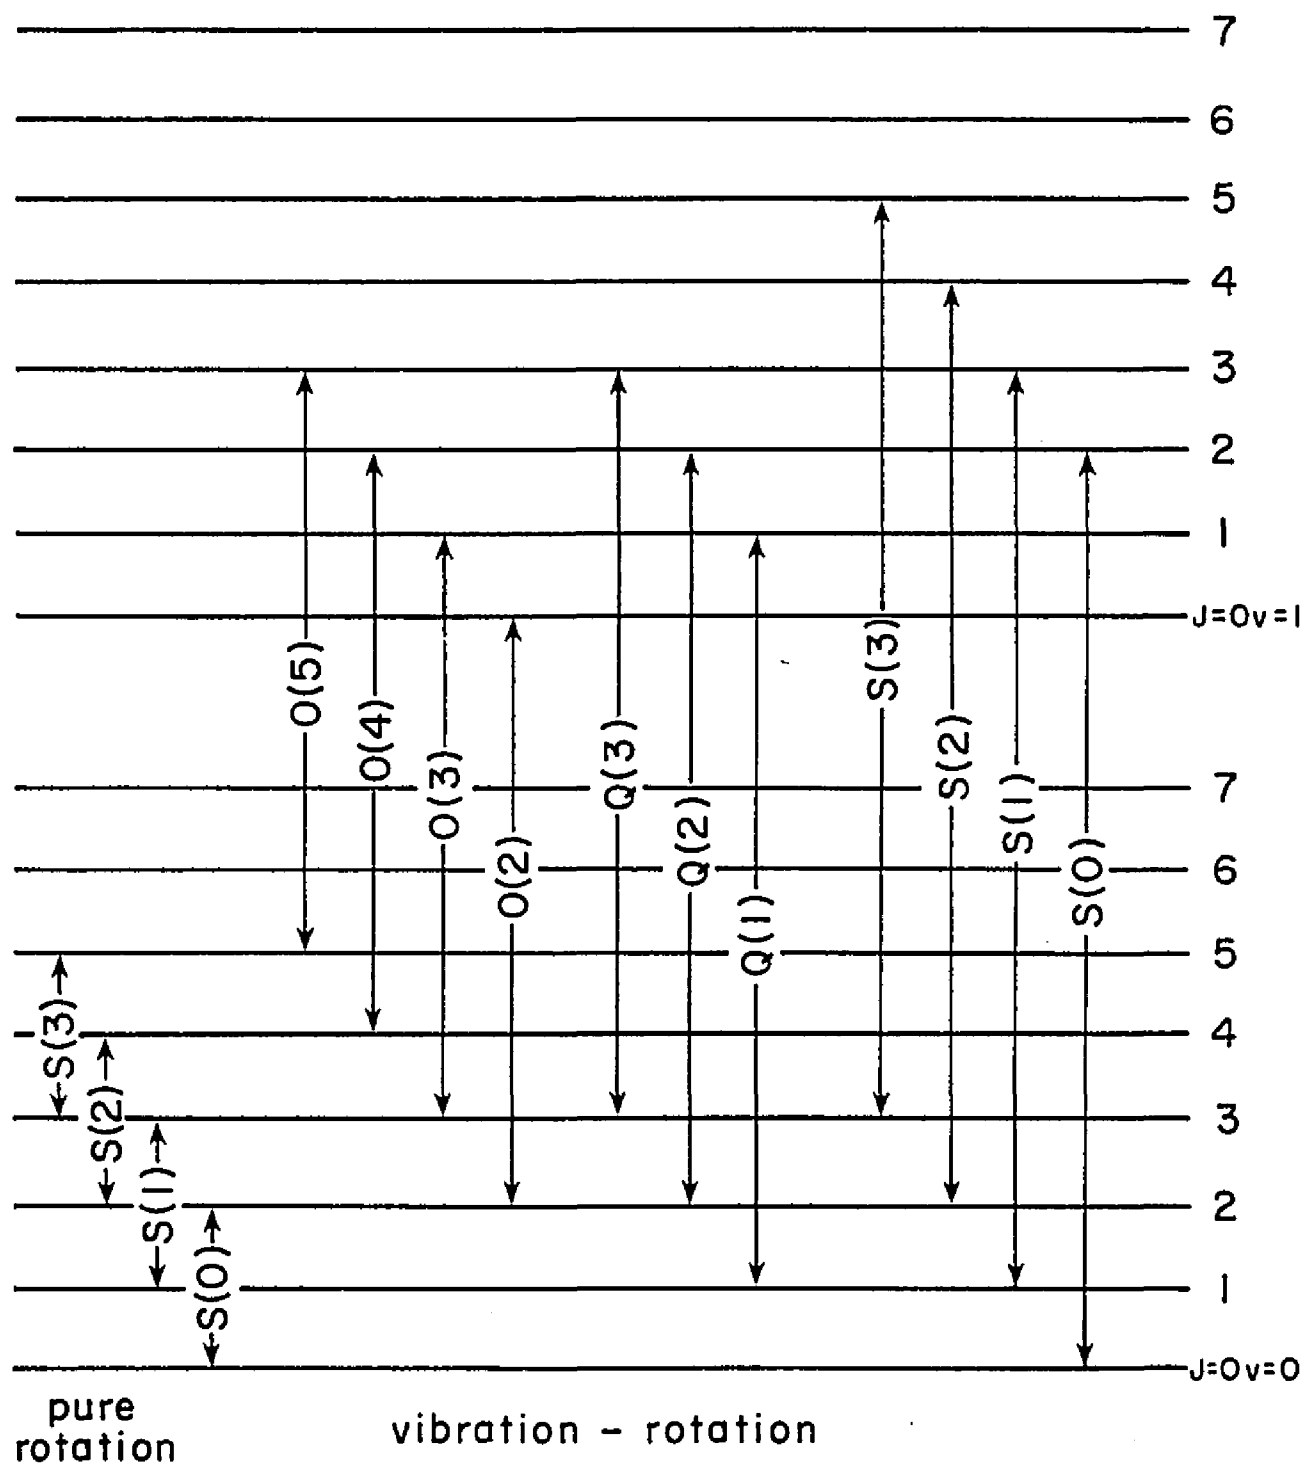 7
6
5
4
3
2
1
J=0 v=1
O(5)
O(4)
O(3)
O(2)
Q(3)
Q(2)
Q(1)
S(3)
S(2)
S(1)
S(0)
7
6
5
4
3
2
1
J=0 v=0
S(3)
S(2)
S(1)
S(0)
pure
rotation
vibration – rotation